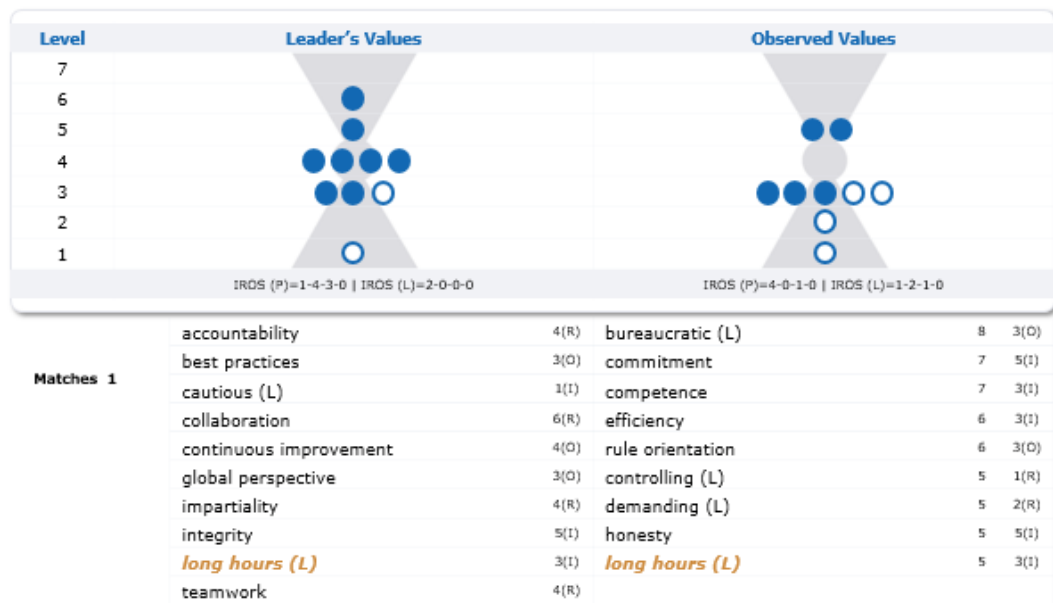 Level Leader's Values Observed Values
7
6
5
4
3
2
1
IROS (P)=1-4-3-0 | IROS (L)=2-0-0-0 IROS (P)=4-0-1-0 | IROS (L)=1-2-1-0
Matches 1
accountability 4(R) bureaucratic (L) 8 3(O)
best practices 3(O) commitment 7 5(I)
cautious (L) 1(I) competence 7 3(I)
collaboration 6(R) efficiency 6 3(I)
continuous improvement 4(O) rule orientation 6 3(O)
global perspective 3(O) controlling (L) 5 1(R)
impartiality 4(R) demanding (L) 5 2(R)
integrity 5(I) honesty 5 5(I)
long hours (L) 3(I) long hours (L) 5 3(I)
teamwork 4(R)